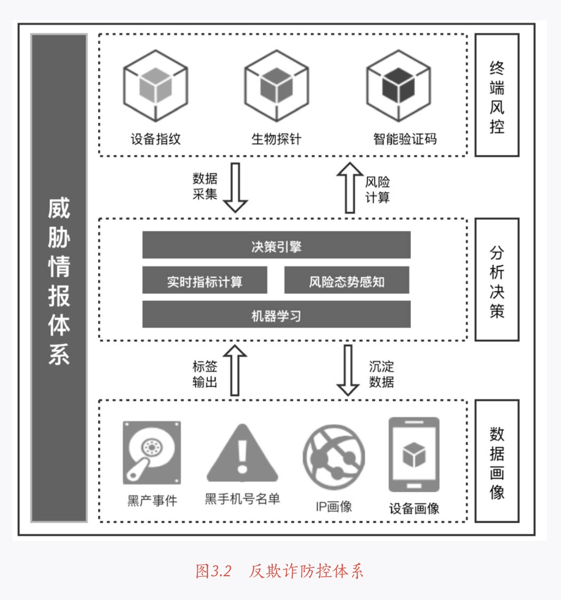 威胁情报体系
终端风控
设备指纹
生物探针
智能验证码
数据
采集
风险
计算
分析决策
决策引擎
实时指标计算
风险态势感知
机器学习
标签
输出
沉淀
数据
数据画像
黑产事件
黑手机号名单
IP画像
设备画像
图3.2 反欺诈防控体系